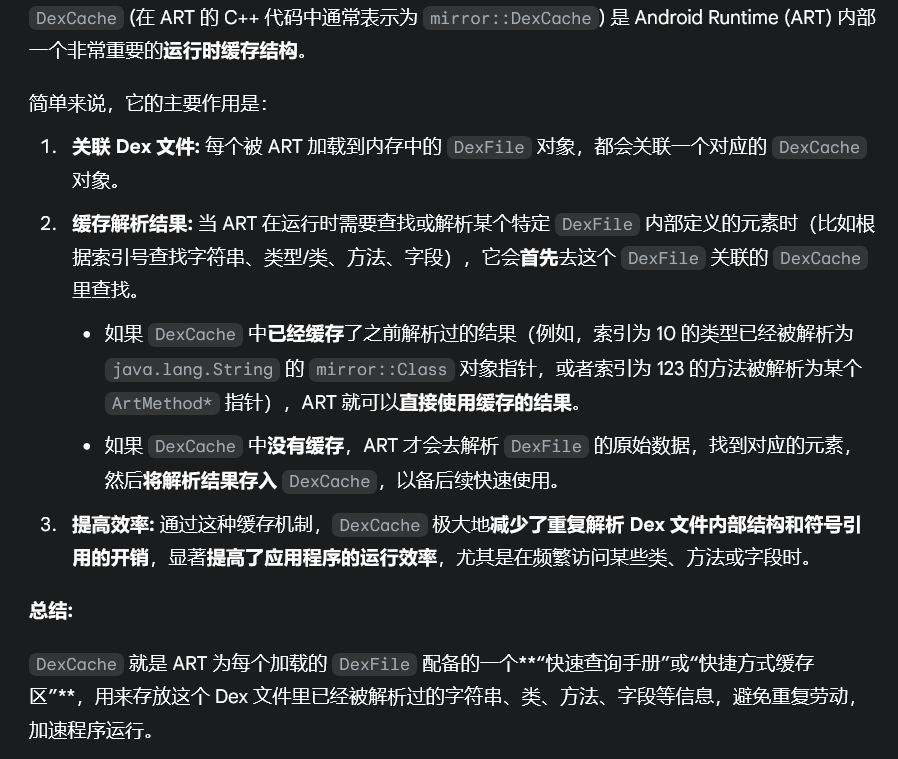 DexCache (在 ART 的 C++ 代码中通常表示为 mirror::DexCache) 是 Android Runtime (ART) 内部
一个非常重要的运行时缓存结构。
简单来说，它的主要作用是：
1. 关联 Dex 文件: 每个被 ART 加载到内存中的 DexFile 对象，都会关联一个对应的 DexCache
对象。
2. 缓存解析结果: 当 ART 在运行时需要查找或解析某个特定 DexFile 内部定义的元素时（比如根
据索引号查找字符串、类型/类、方法、字段），它会首先去这个 DexFile 关联的 DexCache
里查找。
• 如果 DexCache 中已经缓存了之前解析过的结果（例如，索引为 10 的类型已经被解析为
java.lang.String 的 mirror::Class 对象指针，或者索引为 123 的方法被解析为某个
ArtMethod* 指针），ART 就可以直接使用缓存的结果。
• 如果 DexCache 中没有缓存，ART 才会去解析 DexFile 的原始数据，找到对应的元素，
然后将解析结果存入 DexCache，以备后续快速使用。
3. 提高效率: 通过这种缓存机制，DexCache 极大地减少了重复解析 Dex 文件内部结构和符号引
用的开销，显著提高了应用程序的运行效率，尤其是在频繁访问某些类、方法或字段时。
总结:
DexCache 就是 ART 为每个加载的 DexFile 配备的一个**“快速查询手册”或“快捷方式缓存
区”**，用来存放这个 Dex 文件里已经被解析过的字符串、类、方法、字段等信息，避免重复劳动，
加速程序运行。